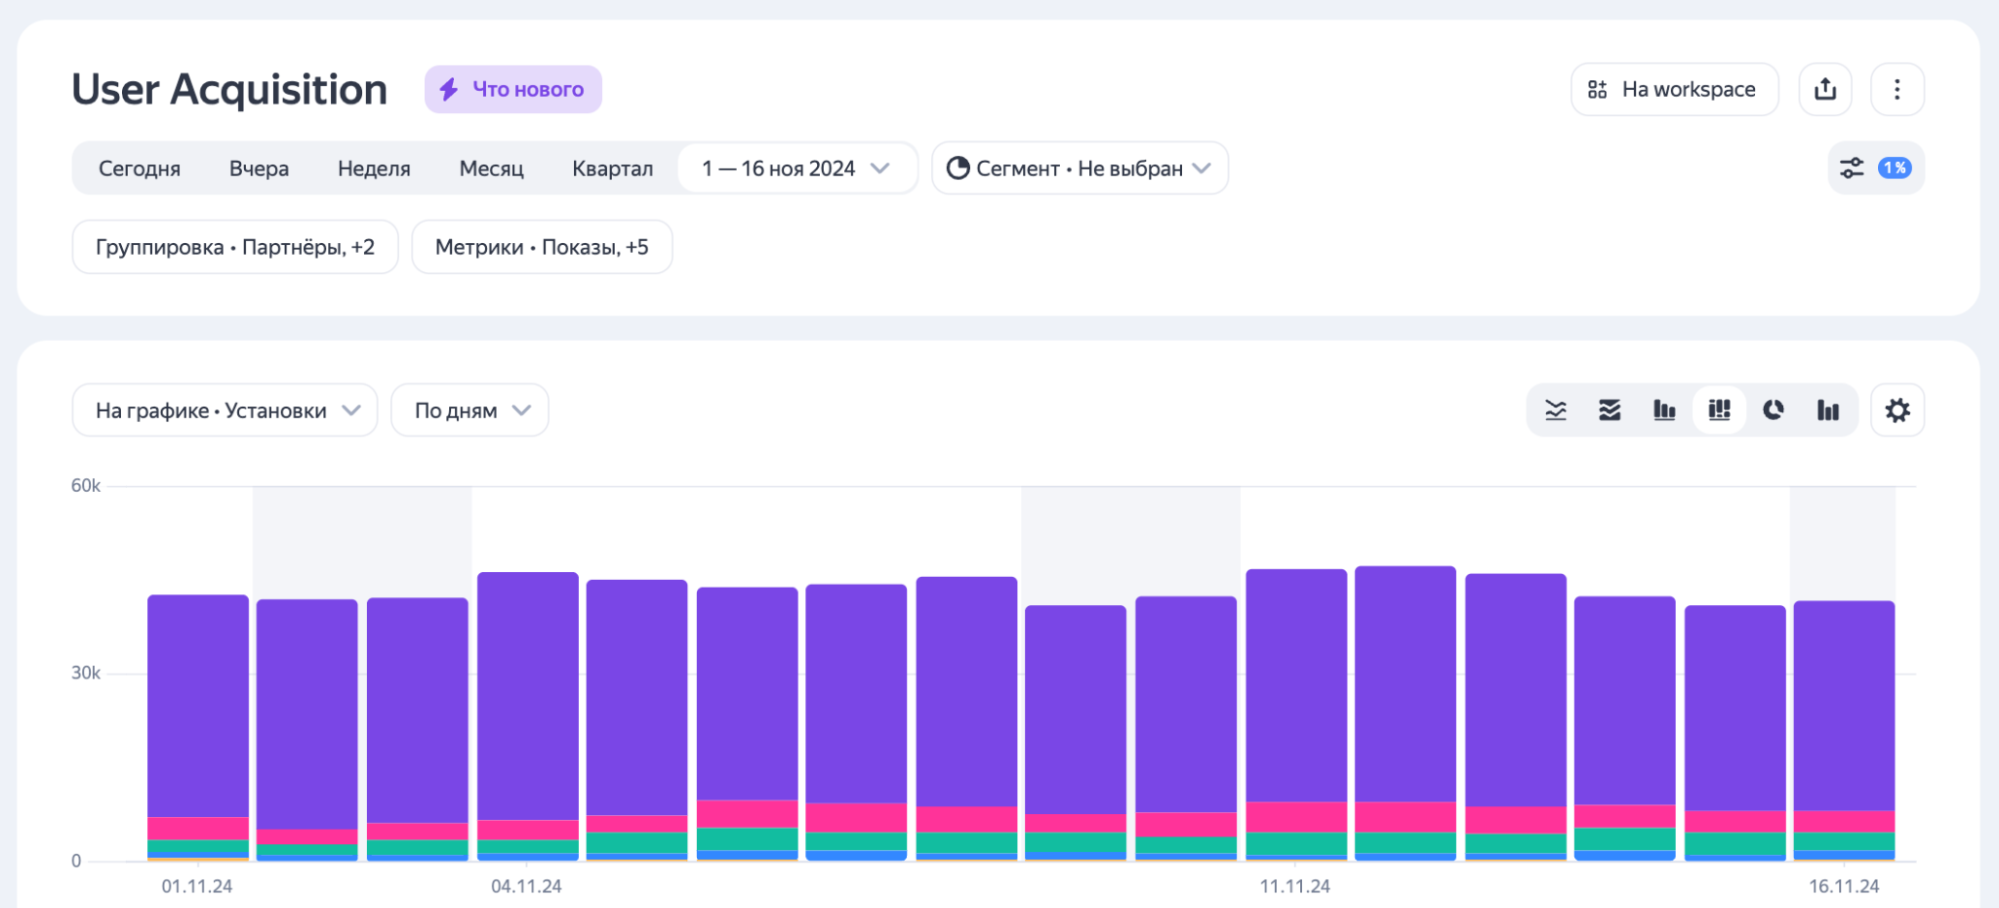 User Acquisition
Что нового
На workspace
Сегодня Вчера Неделя Месяц Квартал 1 — 16 ноя 2024 Сегмент • Не выбран 1%
Группировка • Партнёры, +2 Метрики • Показы, +5
На графике • Установки По дням
60k
30k
0
01.11.24 04.11.24 11.11.24 16.11.24